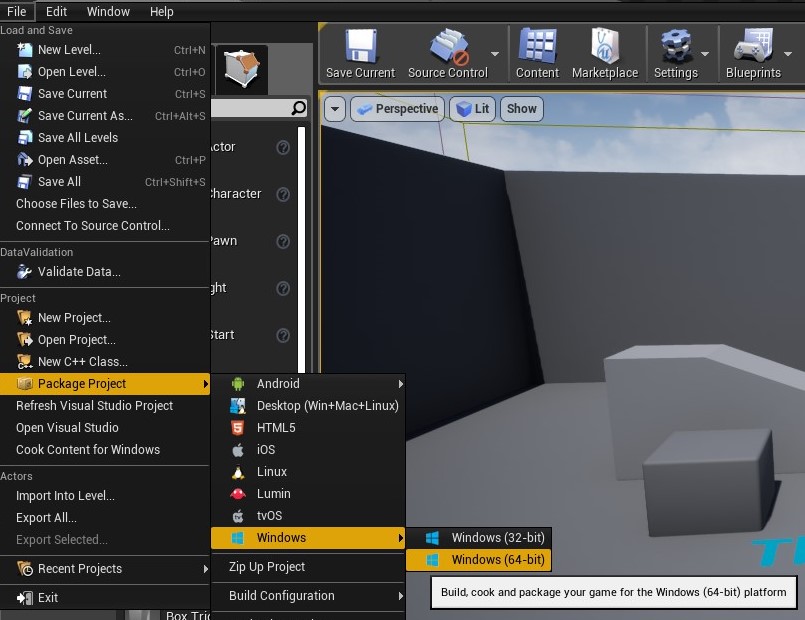 File Edit Window Help
Load and Save
New Level... Ctrl+N
Open Level... Ctrl+O
Save Current Ctrl+S
Save Current As... Ctrl+Alt+S
Save All Levels
Open Asset... Ctrl+P
Save All Ctrl+Shift+S
Choose Files to Save...
Connect To Source Control...
DataValidation
Validate Data...
Project
New Project...
Open Project...
New C++ Class...
Package Project
Refresh Visual Studio Project
Open Visual Studio
Cook Content for Windows
Actors
Import Into Level...
Export All...
Export Selected...
Recent Projects
Exit
Android
Desktop (Win+Mac+Linux)
HTML5
iOS
Linux
Lumin
tvOS
Windows
Zip Up Project
Build Configuration
Windows (32-bit)
Windows (64-bit)
Build, cook and package your game for the Windows (64-bit) platform
Save Current Source Control Content Marketplace Settings Blueprints
Perspective Lit Show
ctor
Character
Pawn
ght
Start
Box Tri